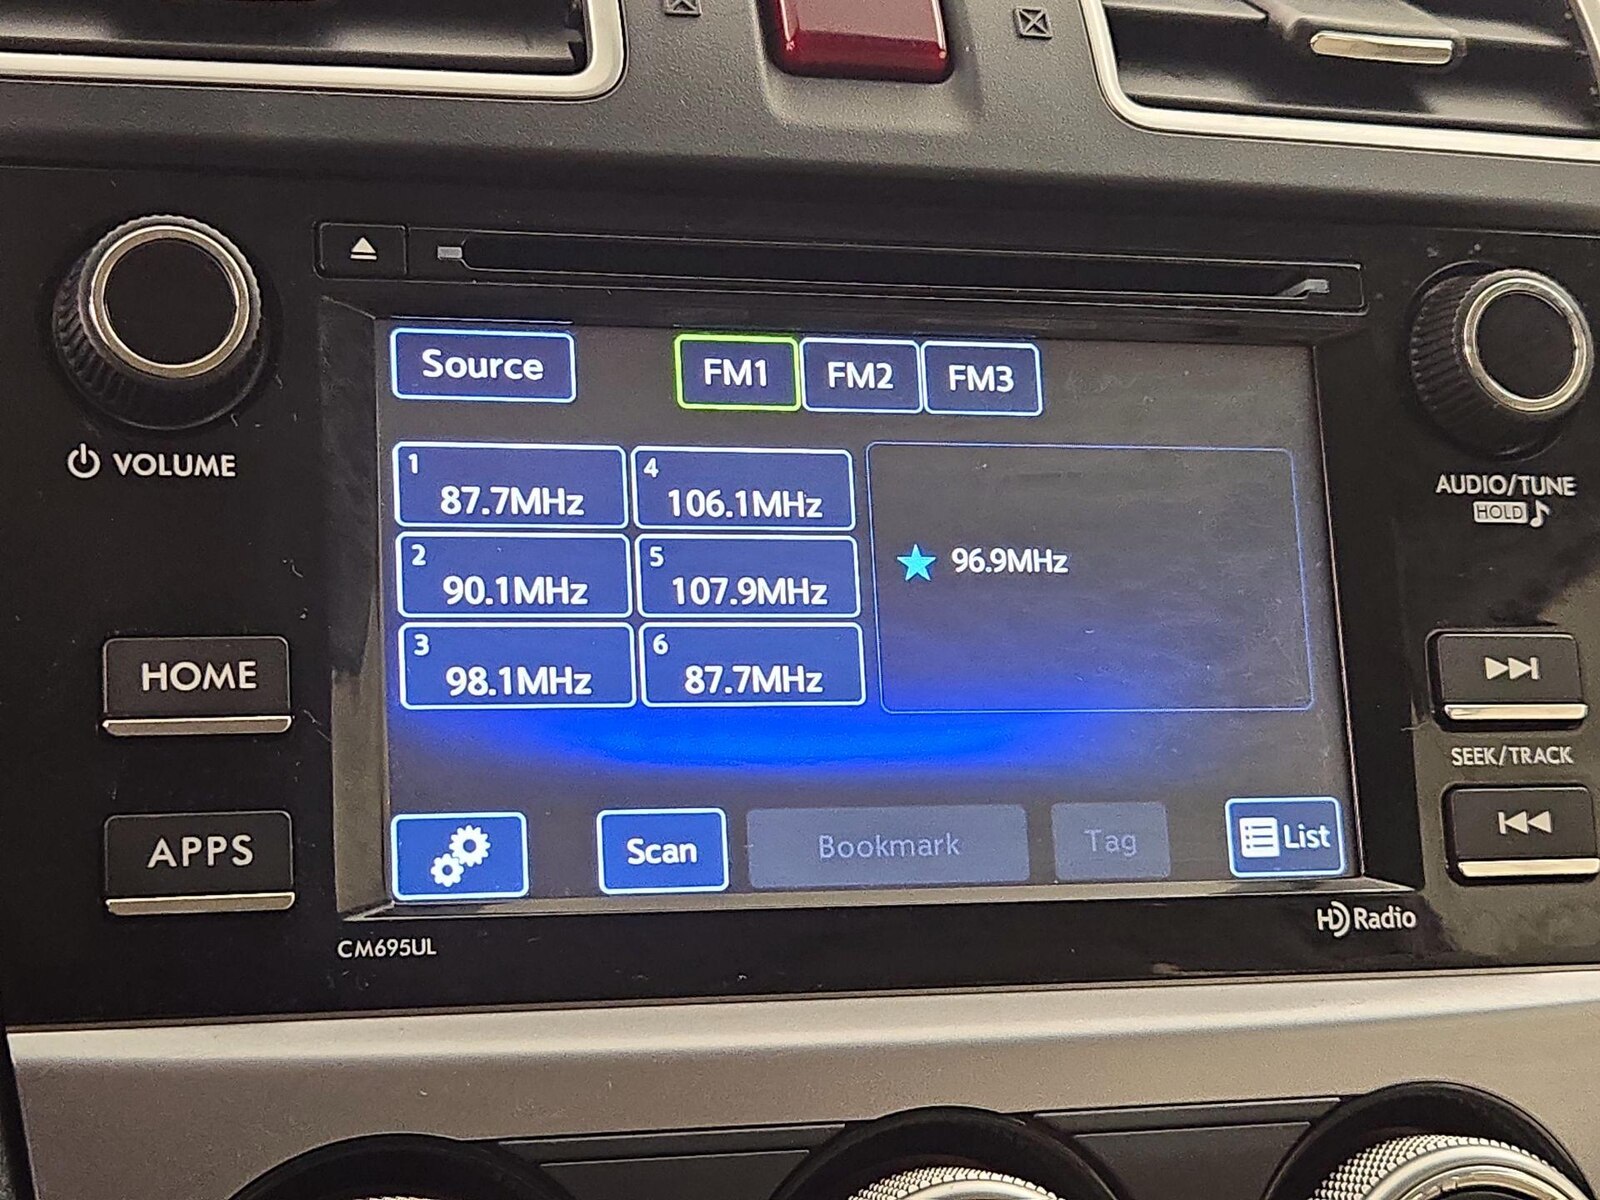 Source
FM1 FM2 FM3
VOLUME
AUDIO/TUNE
HOLD
1 87.7MHz
4 106.1MHz
2 90.1MHz
5 107.9MHz
3 98.1MHz
6 87.7MHz
96.9MHz
HOME
SEEK/TRACK
APPS
Scan
Bookmark
Tag
List
CM695UL
HD Radio